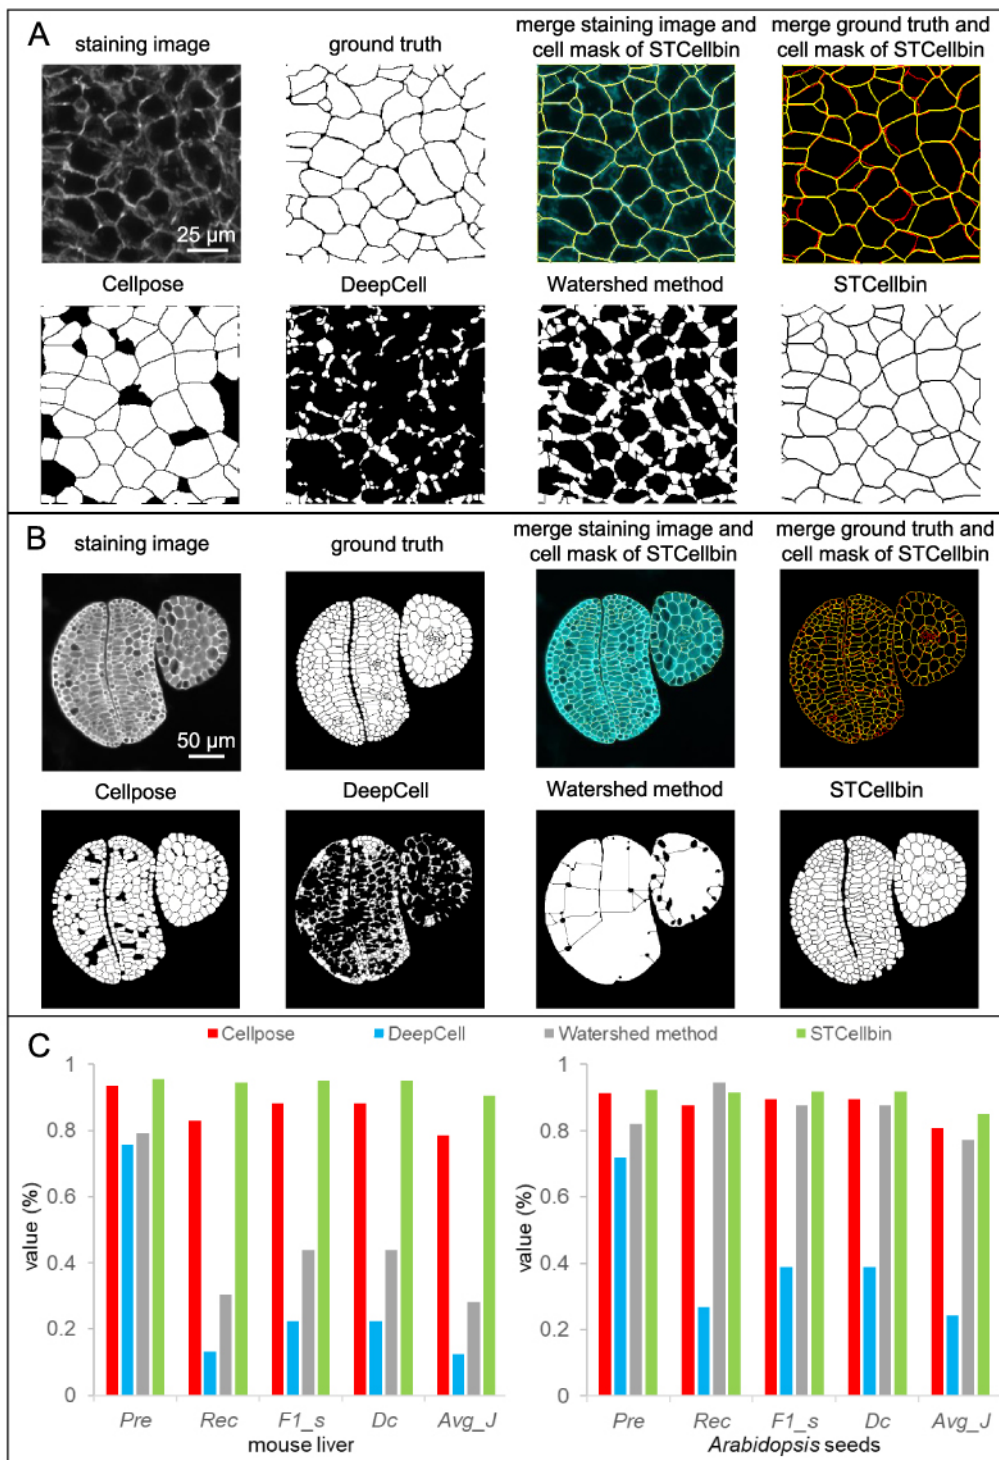 A
staining image
ground truth
merge staining image and
cell mask of STCellbin
merge ground truth and
cell mask of STCellbin
25 μm
Cellpose
DeepCell
Watershed method
STCellbin
B
staining image
ground truth
merge staining image and
cell mask of STCellbin
merge ground truth and
cell mask of STCellbin
50 μm
Cellpose
DeepCell
Watershed method
STCellbin
C
Cellpose
DeepCell
Watershed method
STCellbin
1
0.8
0.6
0.4
0.2
0
value (%)
Pre Rec F1_s Dc Avg_J
mouse liver
1
0.8
0.6
0.4
0.2
0
value (%)
Pre Rec F1_s Dc Avg_J
Arabidopsis seeds